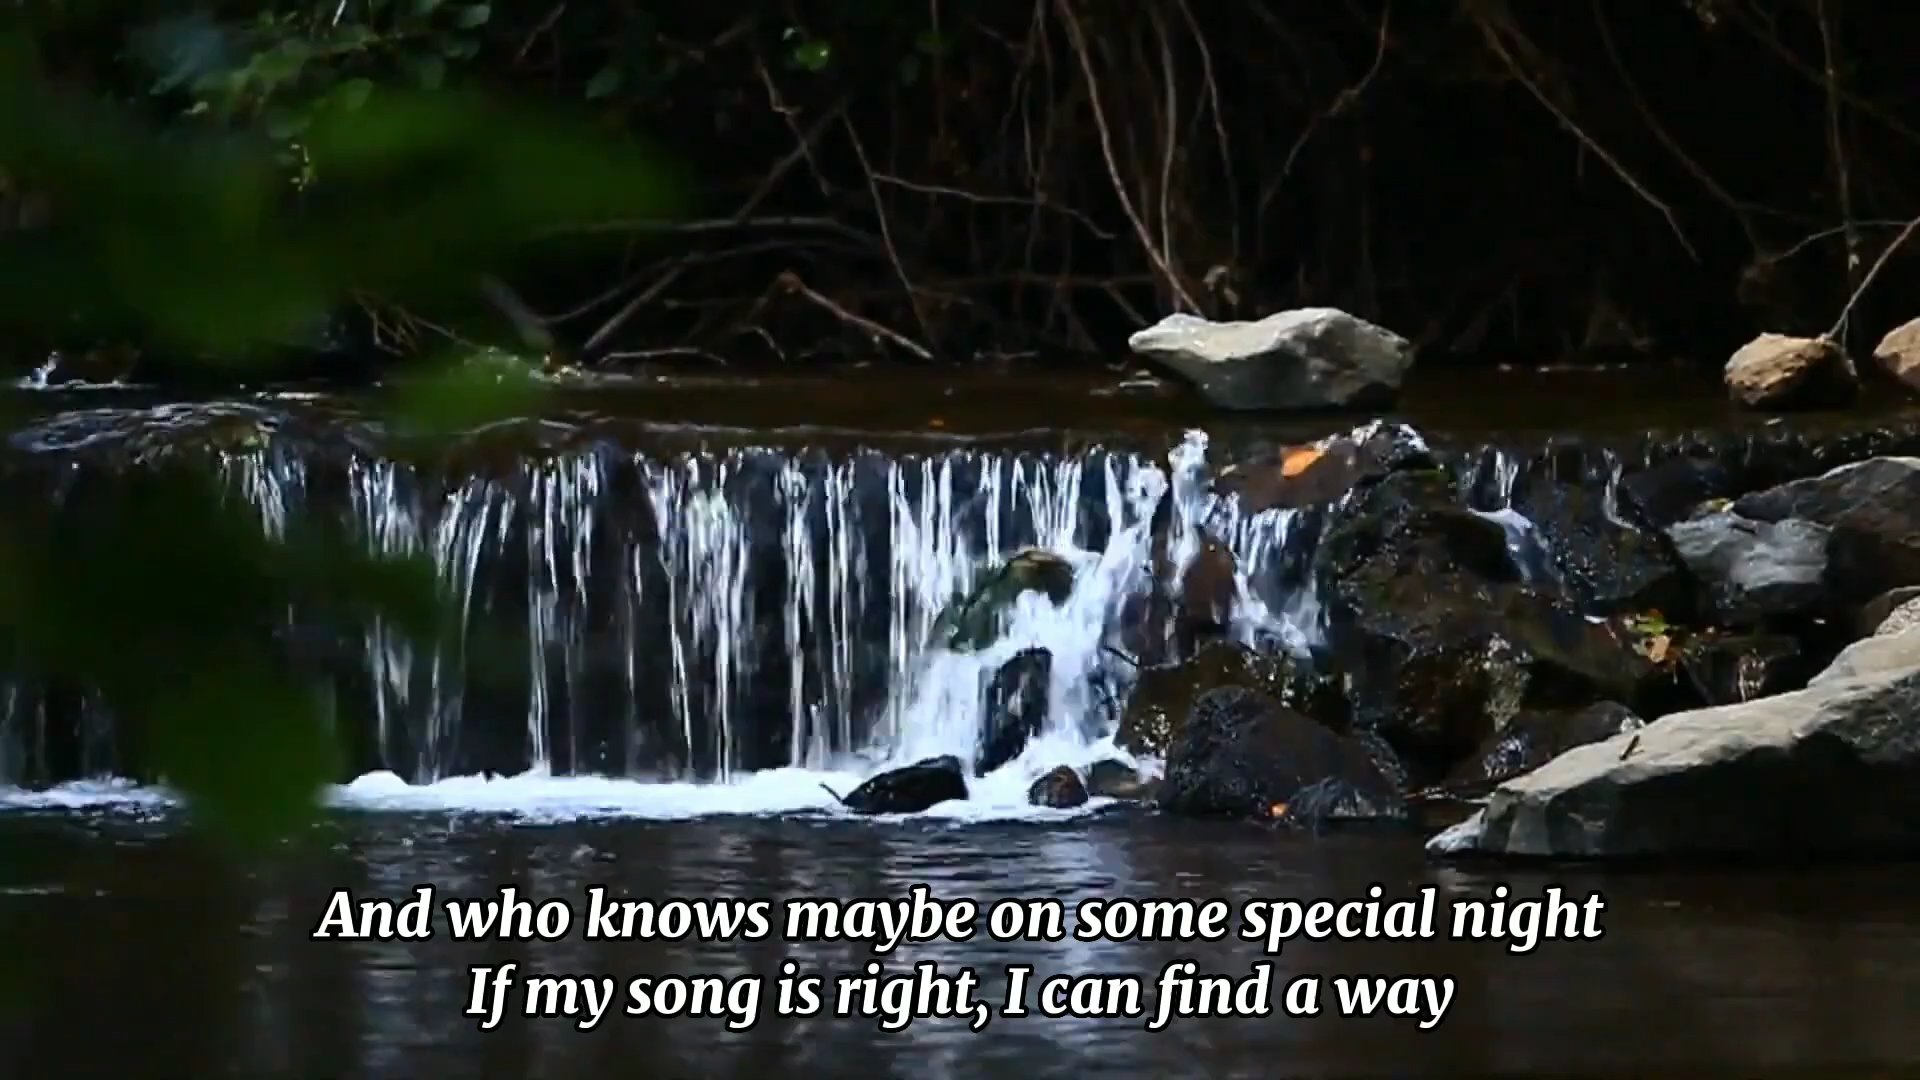 And who knows maybe on some special night
If my song is right, I can find a way